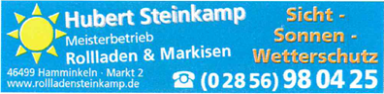 Hubert Steinkamp
Meisterbetrieb
Rollladen & Markisen
46499 Hamminkeln · Markt 2
www.rollladensteinkamp.de
Sicht -
Sonnen -
Wetterschutz
☎ (0 28 56) 98 04 25